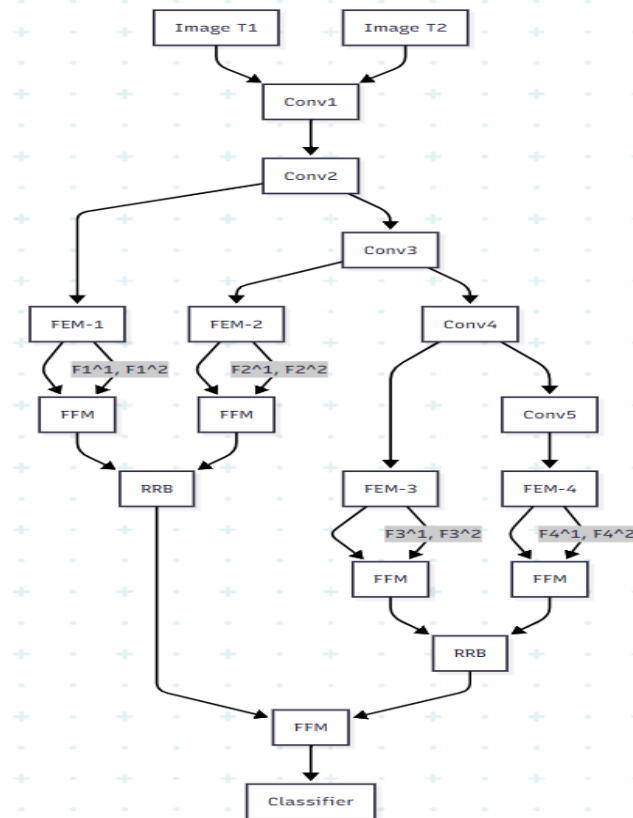 Image T1
Image T2
Conv1
Conv2
Conv3
FEM-1
FEM-2
Conv4
F1^1, F1^2
F2^1, F2^2
FFM
FFM
Conv5
RRB
FEM-3
FEM-4
F3^1, F3^2
F4^1, F4^2
FFM
FFM
RRB
FFM
Classifier